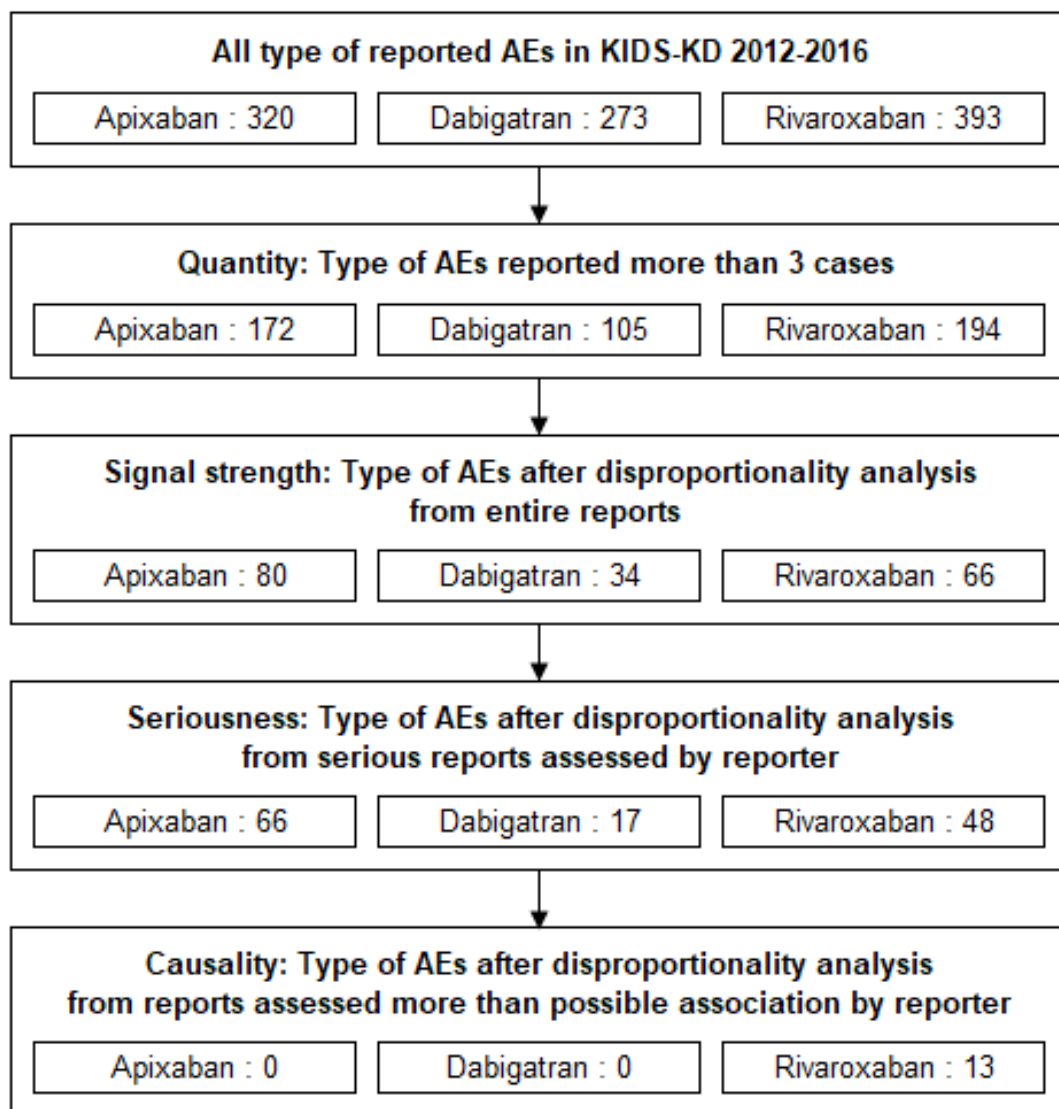 All type of reported AEs in KIDS-KD 2012-2016
Apixaban : 320
Dabigatran : 273
Rivaroxaban : 393
Quantity: Type of AEs reported more than 3 cases
Apixaban : 172
Dabigatran : 105
Rivaroxaban : 194
Signal strength: Type of AEs after disproportionality analysis
from entire reports
Apixaban : 80
Dabigatran : 34
Rivaroxaban : 66
Seriousness: Type of AEs after disproportionality analysis
from serious reports assessed by reporter
Apixaban : 66
Dabigatran : 17
Rivaroxaban : 48
Causality: Type of AEs after disproportionality analysis
from reports assessed more than possible association by reporter
Apixaban : 0
Dabigatran : 0
Rivaroxaban : 13